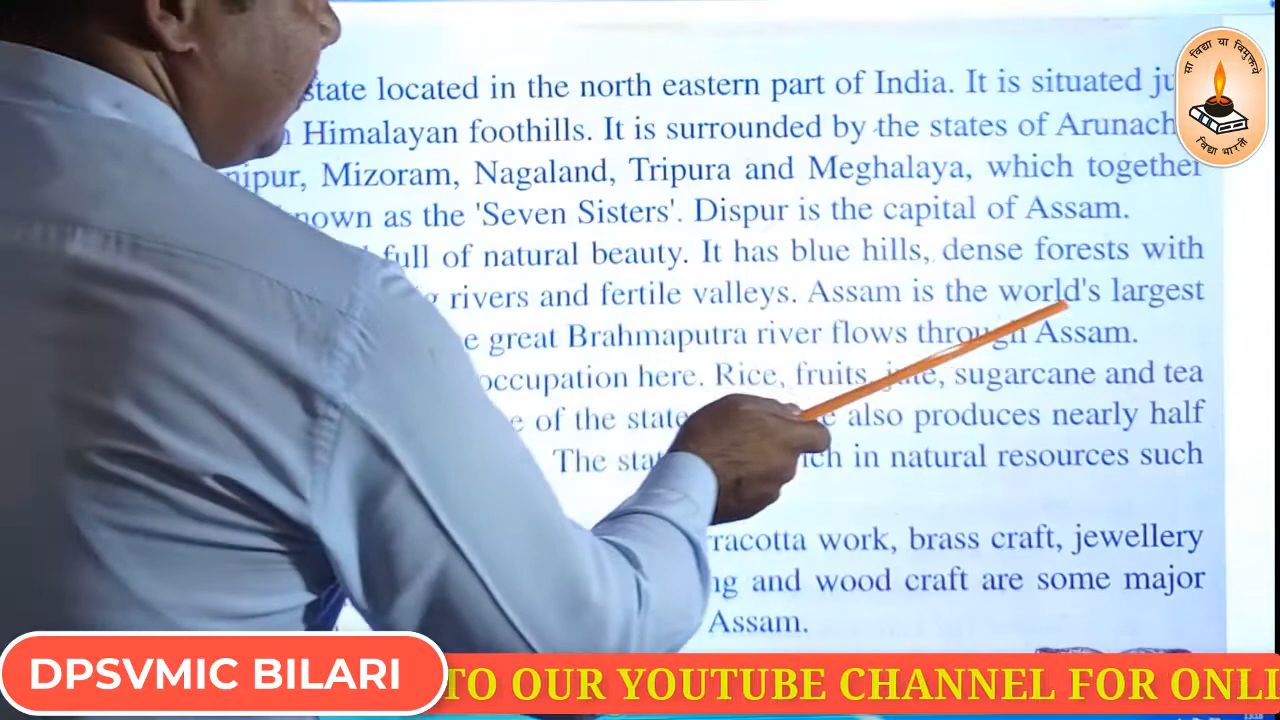 state located in the north eastern part of India. It is situated ju
Himalayan foothills. It is surrounded by the states of Arunach
nipur, Mizoram, Nagaland, Tripura and Meghalaya, which together
nown as the 'Seven Sisters'. Dispur is the capital of Assam.
full of natural beauty. It has blue hills, dense forests with
rivers and fertile valleys. Assam is the world's largest
e great Brahmaputra river flows through Assam.
occupation here. Rice, fruits, jute, sugarcane and tea
e of the state also produces nearly half
The sta ich in natural resources such
rracotta work, brass craft, jewellery
ng and wood craft are some major
Assam.
सा विद्या या विमुक्तये
विद्या भारती
DPSVMIC BILARI
TO OUR YOUTUBE CHANNEL FOR ONLI